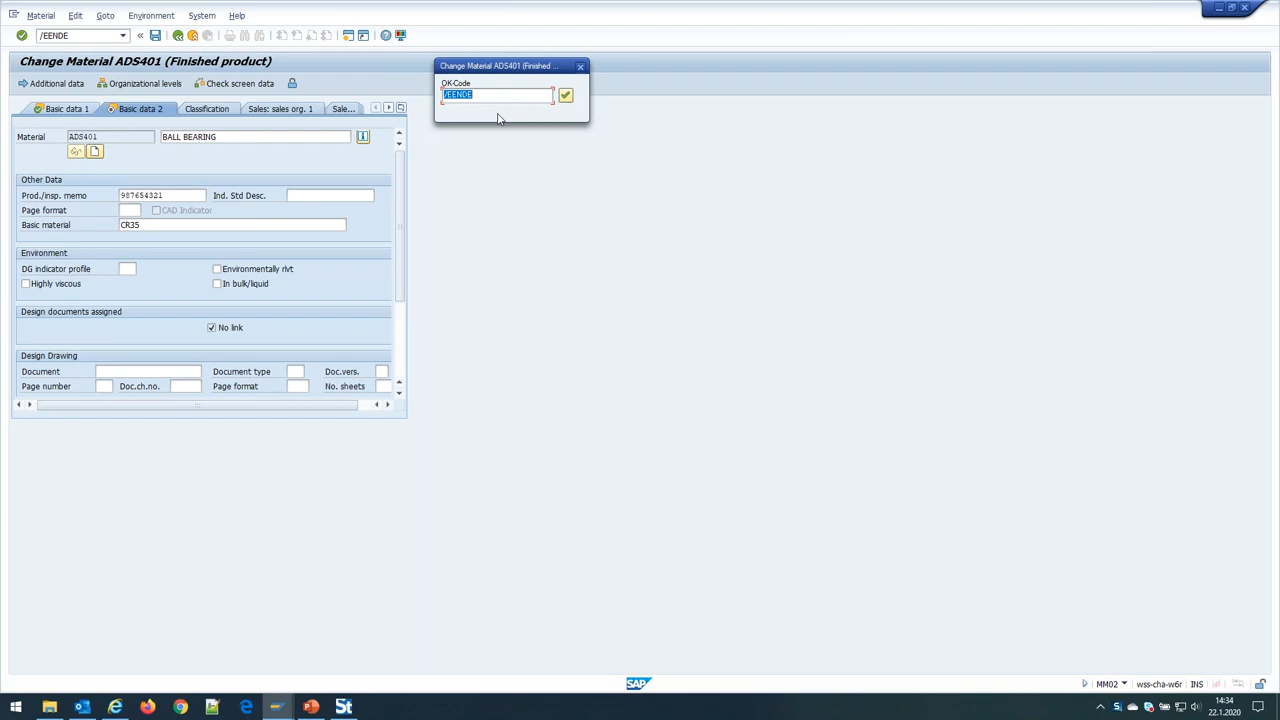 Material Edit Goto Environment System Help
/EENDE
Change Material ADS401 (Finished product)
Additional data Organizational levels Check screen data
Basic data 1 Basic data 2 Classification Sales: sales org. 1 Sale...
Material ADS401 BALL BEARING
Other Data
Prod./insp. memo 987654321 Ind. Std Desc.
Page format CAD Indicator
Basic material CR35
Environment
DG indicator profile Environmentally rlvt
Highly viscous In bulk/liquid
Design documents assigned
No link
Design Drawing
Document Document type Doc.vers.
Page number Doc.ch.no. Page format No. sheets
Change Material ADS401 (Finished ...
OK-Code
/EENDE
SAP MM02 wss-cha-w6r INS
St
14:34
22.1.2020